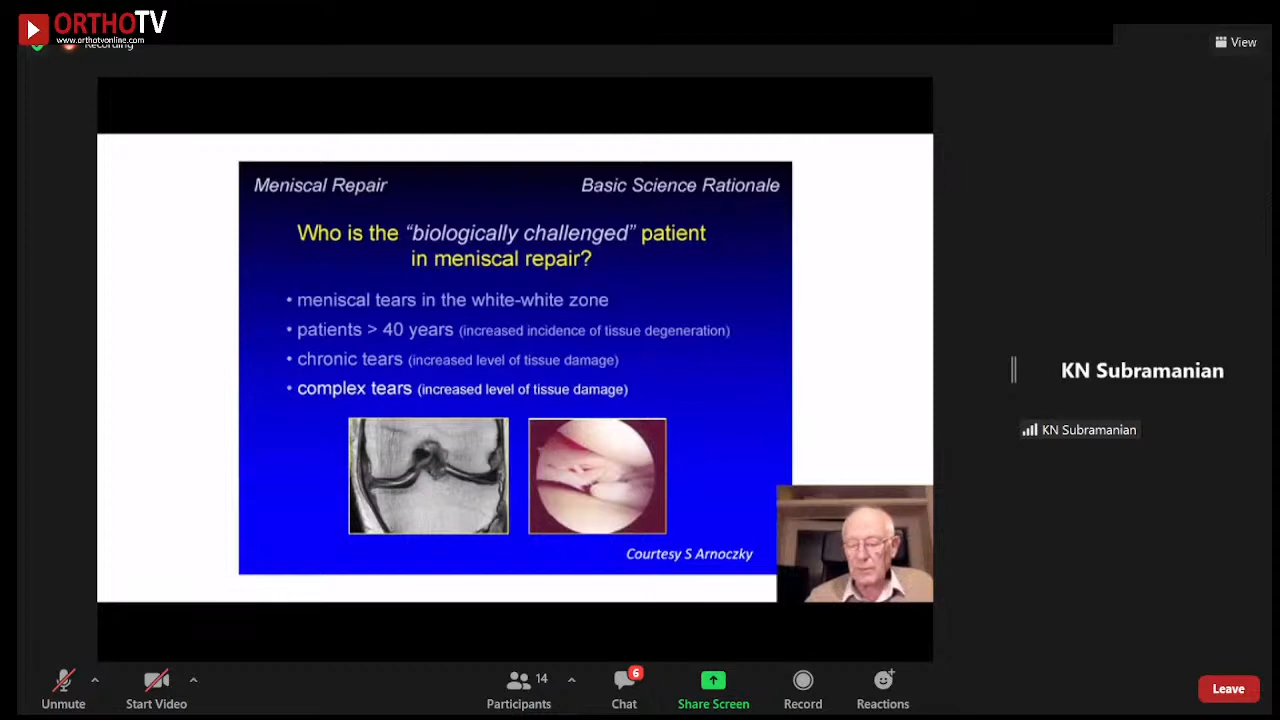 ORTHOTV
www.orthotvonline.com
Recording
View
Meniscal Repair
Basic Science Rationale
Who is the “biologically challenged” patient
in meniscal repair?
• meniscal tears in the white-white zone
• patients > 40 years (increased incidence of tissue degeneration)
• chronic tears (increased level of tissue damage)
• complex tears (increased level of tissue damage)
Courtesy S Arnoczky
KN Subramanian
KN Subramanian
14
6
Unmute
Start Video
Participants
Chat
Share Screen
Record
Reactions
Leave